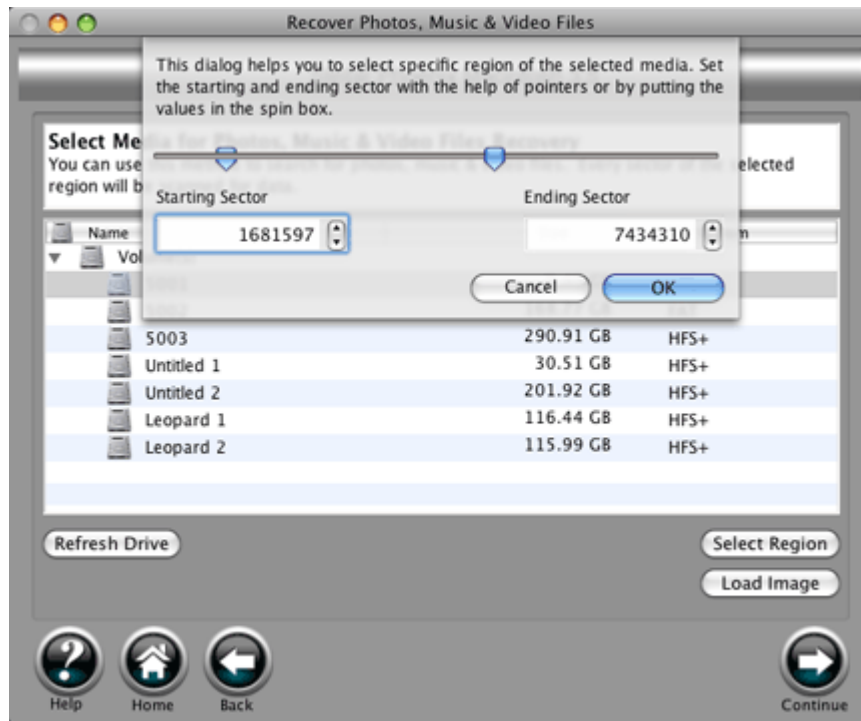 Recover Photos, Music & Video Files
This dialog helps you to select specific region of the selected media. Set
the starting and ending sector with the help of pointers or by putting the
values in the spin box.
Select Me
You can use
elected
region will b
Starting Sector
Ending Sector
1681597
7434310
Name
Vol
Cancel
OK
5003 290.91 GB HFS+
Untitled 1 30.51 GB HFS+
Untitled 2 201.92 GB HFS+
Leopard 1 116.44 GB HFS+
Leopard 2 115.99 GB HFS+
Refresh Drive
Select Region
Load Image
Help
Home
Back
Continue